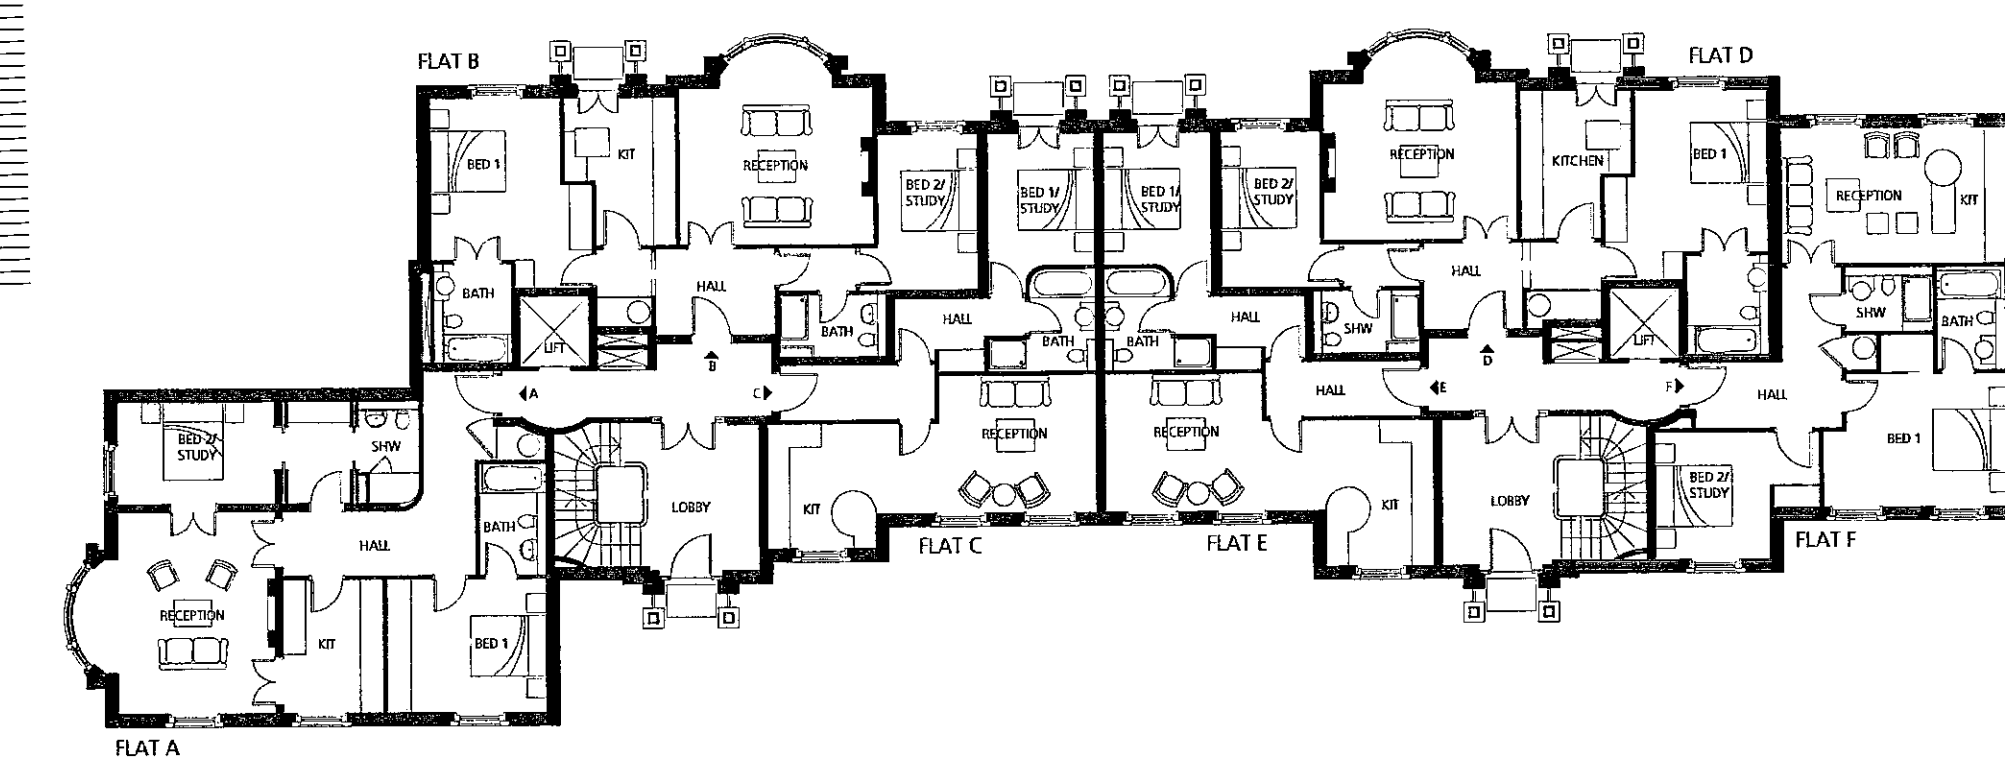 FLAT B
FLAT D
BED 1
KIT
RECEPTION
BED 2/
STUDY
BED 1/
STUDY
BED 1/
STUDY
BED 2/
STUDY
RECEPTION
KITCHEN
BED 1
RECEPTION
KIT
BATH
LIFT
HALL
BATH
HALL
BATH
BATH
HALL
SHW
HALL
LIFT
SHW
BATH
A
B
C
HALL
E
D
F
HALL
BED 2/
STUDY
SHW
RECEPTION
RECEPTION
BED 1
BATH
LOBBY
KIT
KIT
LOBBY
BED 2/
STUDY
HALL
FLAT C
FLAT E
FLAT F
RECEPTION
KIT
BED 1
FLAT A